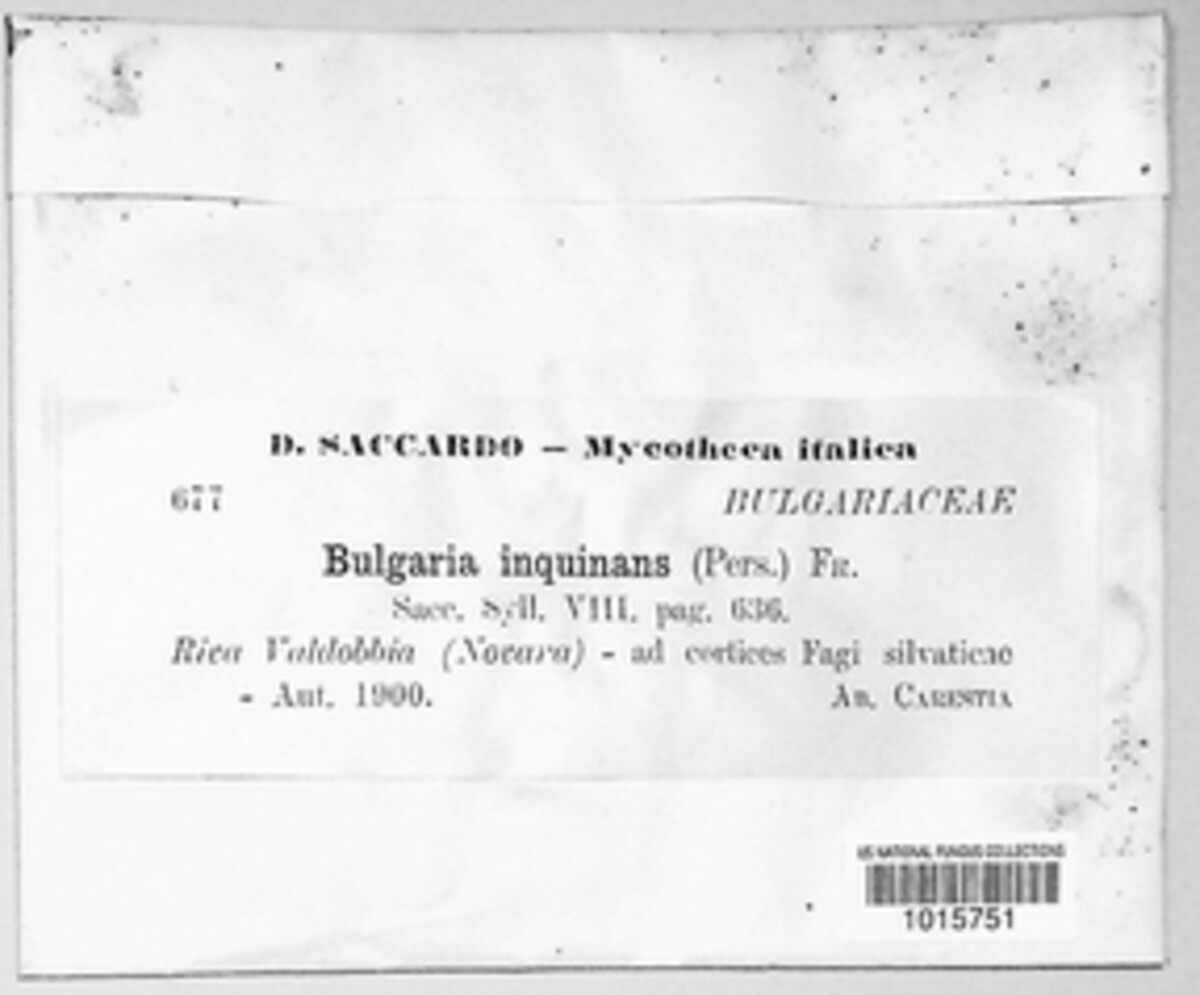 D. SACCARDO — Mycotheca italica
677 BULGARIACEAE
Bulgaria inquinans (Pers.) FR.
Sacc. Syll. VIII. pag. 636.
Riva Valdobbia (Novara) - ad cortices Fagi silvaticae
- Aut. 1900. AB. CARESTIA
US NATIONAL FUNGUS COLLECTIONS
1015751